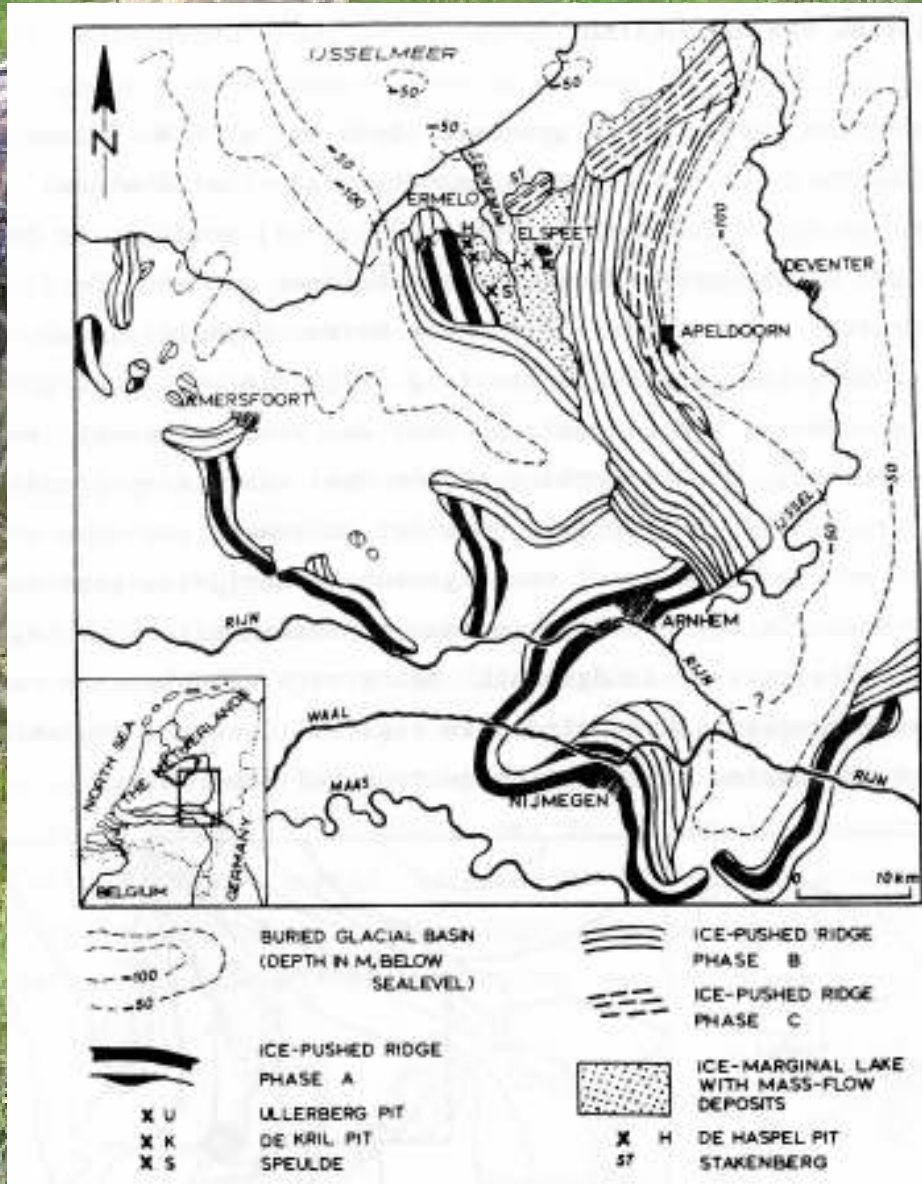 IJSSELMEER
-50
-50
-50
N
-50
-100
ST
ERMELO
H
ELSPEET
-100
U
K
DEVENTER
S
APELDOORN
AMERSFOORT
-50
-50
IJSSEL
RIJN
ARNHEM
RIJN
?
WAAL
MAAS
NIJMEGEN
RIJN
NORTH SEA
THE NETHERLANDS
BELGIUM
GERMANY
0 10 km
BURIED GLACIAL BASIN
(DEPTH IN M, BELOW
SEALEVEL)
-100
-50
ICE-PUSHED RIDGE
PHASE B
ICE-PUSHED RIDGE
PHASE C
ICE-PUSHED RIDGE
PHASE A
ICE-MARGINAL LAKE
WITH MASS-FLOW
DEPOSITS
X U ULLERBERG PIT
X K DE KRIL PIT
X S SPEULDE
X H DE HASPEL PIT
ST STAKENBERG